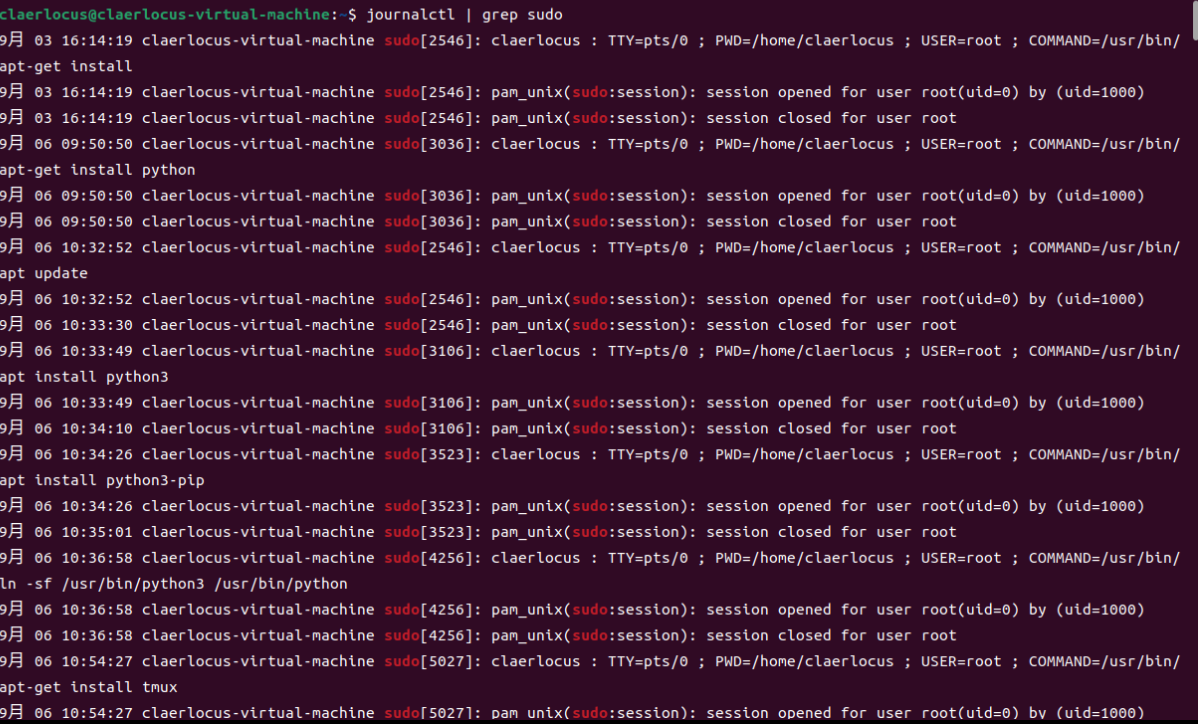 claerlocus@claerlocus-virtual-machine:~$ journalctl | grep sudo
9月 03 16:14:19 claerlocus-virtual-machine sudo[2546]: claerlocus : TTY=pts/0 ; PWD=/home/claerlocus ; USER=root ; COMMAND=/usr/bin/
apt-get install
9月 03 16:14:19 claerlocus-virtual-machine sudo[2546]: pam_unix(sudo:session): session opened for user root(uid=0) by (uid=1000)
9月 03 16:14:19 claerlocus-virtual-machine sudo[2546]: pam_unix(sudo:session): session closed for user root
9月 06 09:50:50 claerlocus-virtual-machine sudo[3036]: claerlocus : TTY=pts/0 ; PWD=/home/claerlocus ; USER=root ; COMMAND=/usr/bin/
apt-get install python
9月 06 09:50:50 claerlocus-virtual-machine sudo[3036]: pam_unix(sudo:session): session opened for user root(uid=0) by (uid=1000)
9月 06 09:50:50 claerlocus-virtual-machine sudo[3036]: pam_unix(sudo:session): session closed for user root
9月 06 10:32:52 claerlocus-virtual-machine sudo[2546]: claerlocus : TTY=pts/0 ; PWD=/home/claerlocus ; USER=root ; COMMAND=/usr/bin/
apt update
9月 06 10:32:52 claerlocus-virtual-machine sudo[2546]: pam_unix(sudo:session): session opened for user root(uid=0) by (uid=1000)
9月 06 10:33:30 claerlocus-virtual-machine sudo[2546]: pam_unix(sudo:session): session closed for user root
9月 06 10:33:49 claerlocus-virtual-machine sudo[3106]: claerlocus : TTY=pts/0 ; PWD=/home/claerlocus ; USER=root ; COMMAND=/usr/bin/
apt install python3
9月 06 10:33:49 claerlocus-virtual-machine sudo[3106]: pam_unix(sudo:session): session opened for user root(uid=0) by (uid=1000)
9月 06 10:34:10 claerlocus-virtual-machine sudo[3106]: pam_unix(sudo:session): session closed for user root
9月 06 10:34:26 claerlocus-virtual-machine sudo[3523]: claerlocus : TTY=pts/0 ; PWD=/home/claerlocus ; USER=root ; COMMAND=/usr/bin/
apt install python3-pip
9月 06 10:34:26 claerlocus-virtual-machine sudo[3523]: pam_unix(sudo:session): session opened for user root(uid=0) by (uid=1000)
9月 06 10:35:01 claerlocus-virtual-machine sudo[3523]: pam_unix(sudo:session): session closed for user root
9月 06 10:36:58 claerlocus-virtual-machine sudo[4256]: claerlocus : TTY=pts/0 ; PWD=/home/claerlocus ; USER=root ; COMMAND=/usr/bin/
ln -sf /usr/bin/python3 /usr/bin/python
9月 06 10:36:58 claerlocus-virtual-machine sudo[4256]: pam_unix(sudo:session): session opened for user root(uid=0) by (uid=1000)
9月 06 10:36:58 claerlocus-virtual-machine sudo[4256]: pam_unix(sudo:session): session closed for user root
9月 06 10:54:27 claerlocus-virtual-machine sudo[5027]: claerlocus : TTY=pts/0 ; PWD=/home/claerlocus ; USER=root ; COMMAND=/usr/bin/
apt-get install tmux
9月 06 10:54:27 claerlocus-virtual-machine sudo[5027]: pam_unix(sudo:session): session opened for user root(uid=0) by (uid=1000)